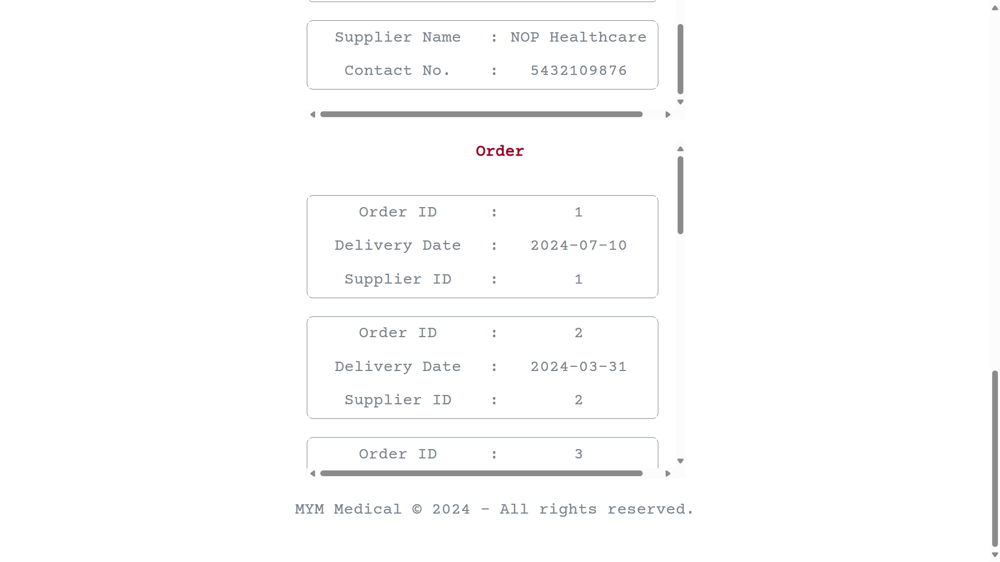 Supplier Name : NOP Healthcare
Contact No. : 5432109876
Order
Order ID : 1
Delivery Date : 2024-07-10
Supplier ID : 1
Order ID : 2
Delivery Date : 2024-03-31
Supplier ID : 2
Order ID : 3
MYM Medical © 2024 - All rights reserved.